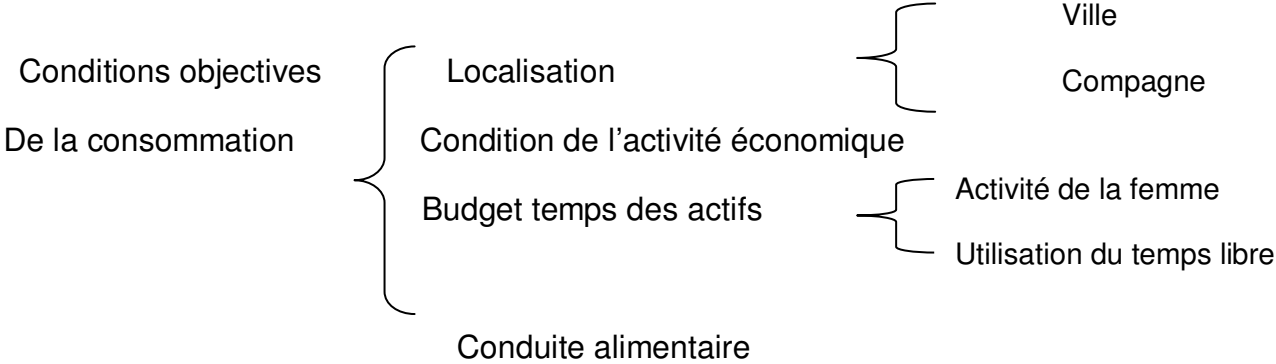 Ville
Conditions objectives Localisation
Compagne
De la consommation Condition de l’activité économique
Budget temps des actifs Activité de la femme
Utilisation du temps libre
Conduite alimentaire